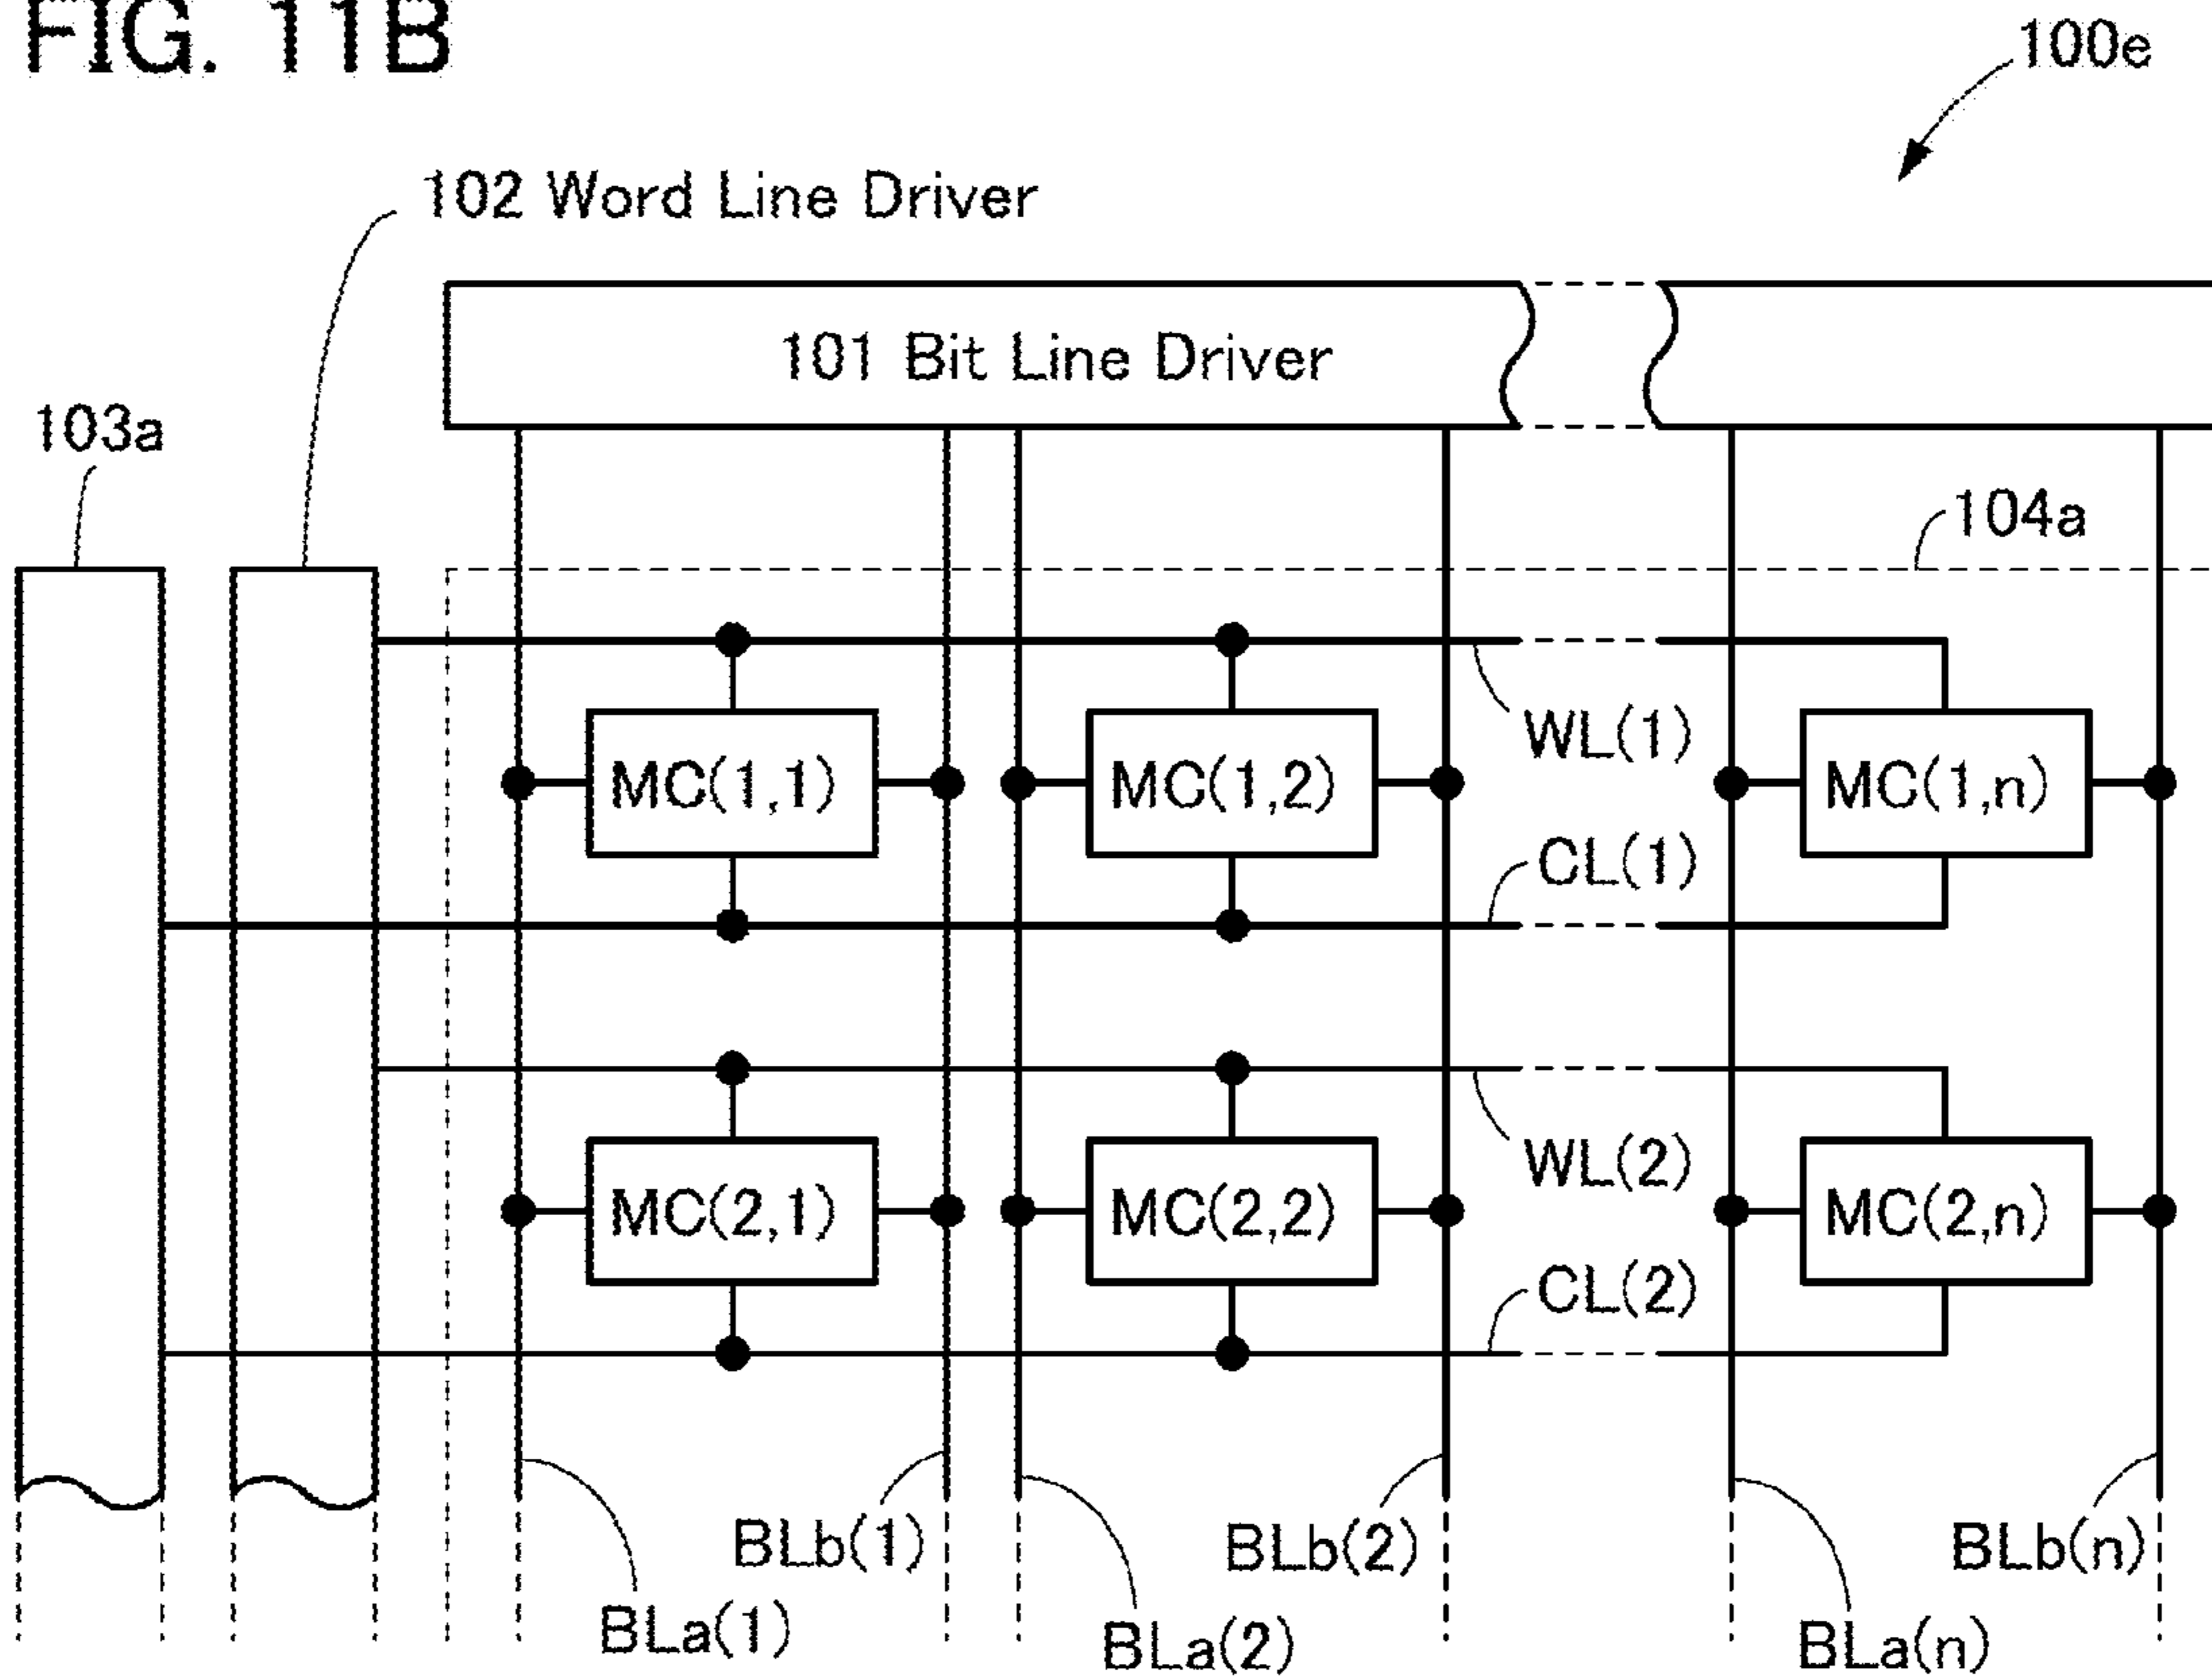 FIG. 11B
100e
102 Word Line Driver
101 Bit Line Driver
103a
104a
WL(1)
MC(1,1)
MC(1,2)
MC(1,n)
CL(1)
WL(2)
MC(2,1)
MC(2,2)
MC(2,n)
CL(2)
BLb(1)
BLb(2)
BLb(n)
BLa(1)
BLa(2)
BLa(n)